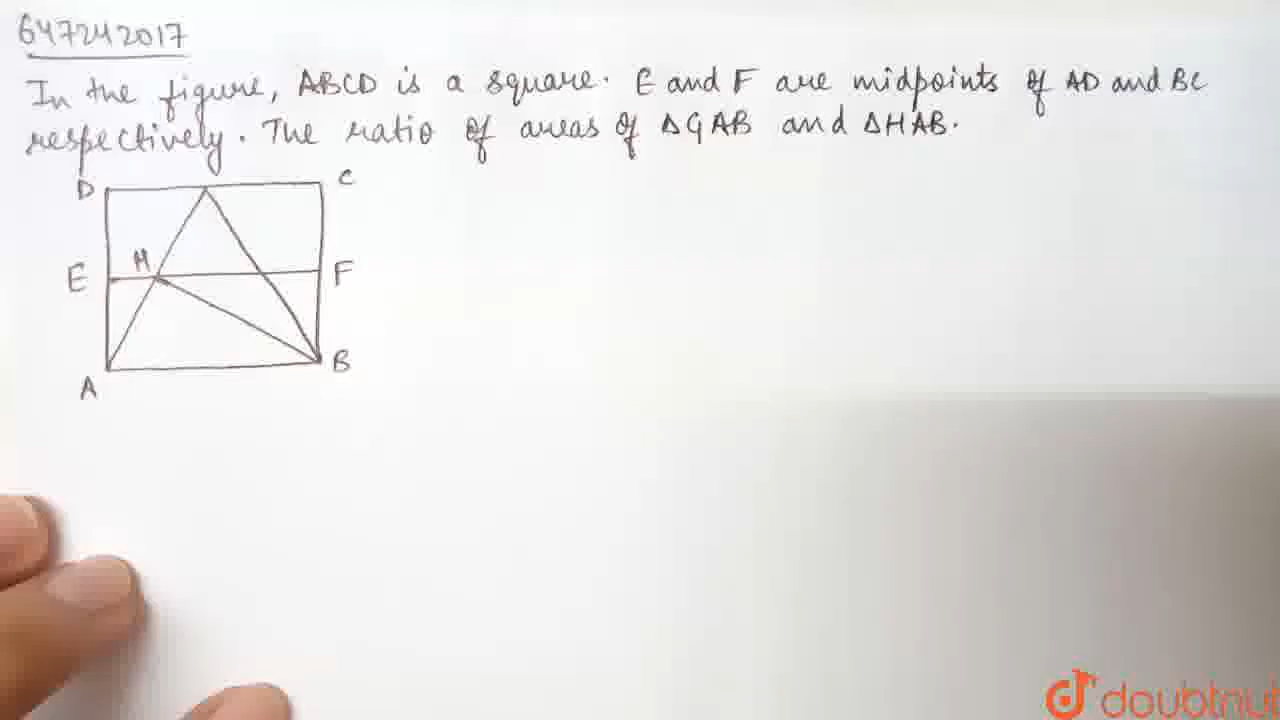 647242017
In the figure, ABCD is a square. E and F are midpoints of AD and BC
respectively. The ratio of areas of ΔGAB and ΔHAB.
D C
E H F
A B
doubtnut